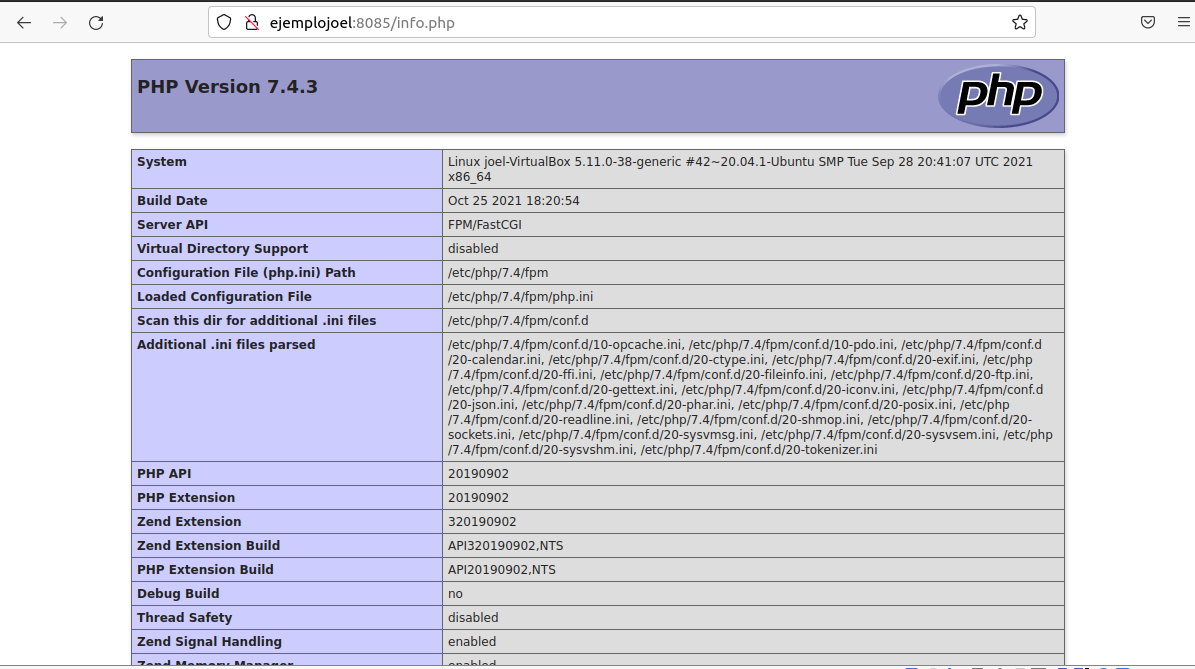 ejemplojoel:8085/info.php
PHP Version 7.4.3
php
System
Linux joel-VirtualBox 5.11.0-38-generic #42~20.04.1-Ubuntu SMP Tue Sep 28 20:41:07 UTC 2021
x86_64
Build Date Oct 25 2021 18:20:54
Server API FPM/FastCGI
Virtual Directory Support disabled
Configuration File (php.ini) Path /etc/php/7.4/fpm
Loaded Configuration File /etc/php/7.4/fpm/php.ini
Scan this dir for additional .ini files /etc/php/7.4/fpm/conf.d
Additional .ini files parsed /etc/php/7.4/fpm/conf.d/10-opcache.ini, /etc/php/7.4/fpm/conf.d/10-pdo.ini, /etc/php/7.4/fpm/conf.d
/20-calendar.ini, /etc/php/7.4/fpm/conf.d/20-ctype.ini, /etc/php/7.4/fpm/conf.d/20-exif.ini, /etc/php
/7.4/fpm/conf.d/20-ffi.ini, /etc/php/7.4/fpm/conf.d/20-fileinfo.ini, /etc/php/7.4/fpm/conf.d/20-ftp.ini,
/etc/php/7.4/fpm/conf.d/20-gettext.ini, /etc/php/7.4/fpm/conf.d/20-iconv.ini, /etc/php/7.4/fpm/conf.d
/20-json.ini, /etc/php/7.4/fpm/conf.d/20-phar.ini, /etc/php/7.4/fpm/conf.d/20-posix.ini, /etc/php
/7.4/fpm/conf.d/20-readline.ini, /etc/php/7.4/fpm/conf.d/20-shmop.ini, /etc/php/7.4/fpm/conf.d/20-
sockets.ini, /etc/php/7.4/fpm/conf.d/20-sysvmsg.ini, /etc/php/7.4/fpm/conf.d/20-sysvsem.ini, /etc/php
/7.4/fpm/conf.d/20-sysvshm.ini, /etc/php/7.4/fpm/conf.d/20-tokenizer.ini
PHP API 20190902
PHP Extension 20190902
Zend Extension 320190902
Zend Extension Build API320190902,NTS
PHP Extension Build API20190902,NTS
Debug Build no
Thread Safety disabled
Zend Signal Handling enabled
Zend Memory Manager enabled